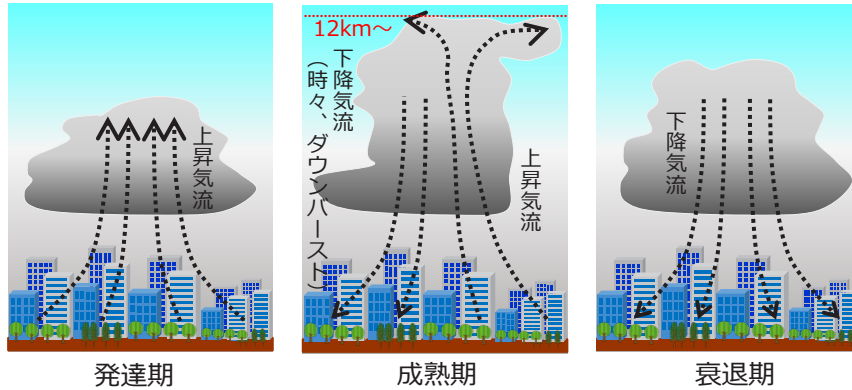 上昇気流
発達期
12km～
下降気流
(時々、ダウンバースト)
上昇気流
成熟期
下降気流
衰退期